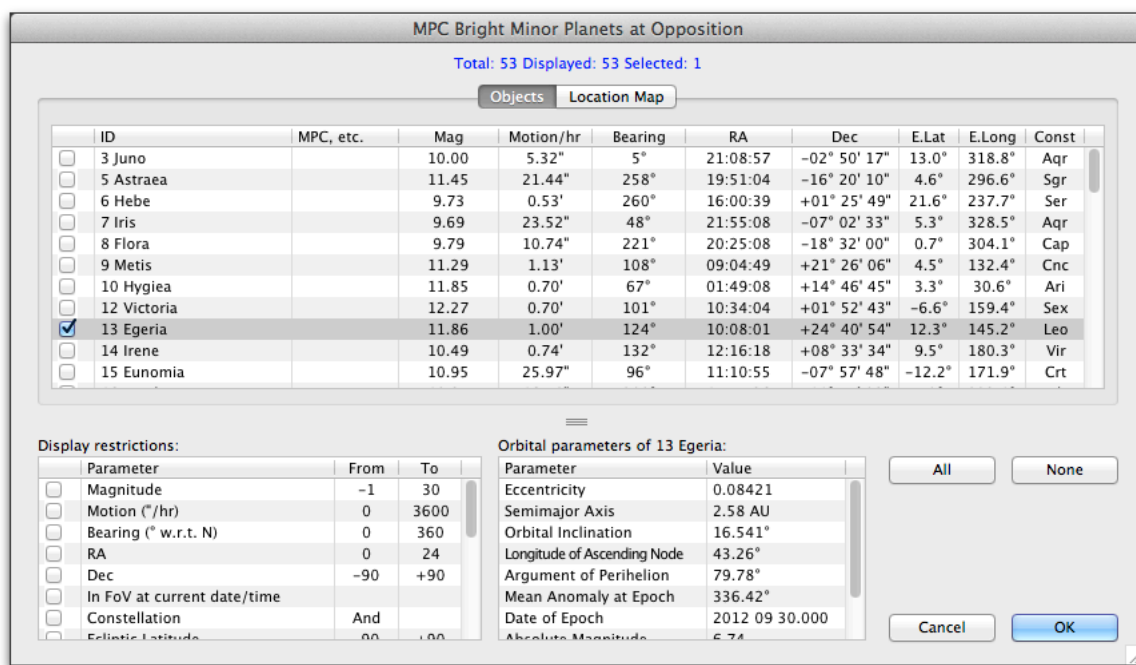 MPC Bright Minor Planets at Opposition
Total: 53 Displayed: 53 Selected: 1
Objects Location Map
ID MPC, etc. Mag Motion/hr Bearing RA Dec E.Lat E.Long Const
3 Juno 10.00 5.32" 5° 21:08:57 −02° 50' 17" 13.0° 318.8° Aqr
5 Astraea 11.45 21.44" 258° 19:51:04 −16° 20' 10" 4.6° 296.6° Sgr
6 Hebe 9.73 0.53' 260° 16:00:39 +01° 25' 49" 21.6° 237.7° Ser
7 Iris 9.69 23.52" 48° 21:55:08 −07° 02' 33" 5.3° 328.5° Aqr
8 Flora 9.79 10.74" 221° 20:25:08 −18° 32' 00" 0.7° 304.1° Cap
9 Metis 11.29 1.13' 108° 09:04:49 +21° 26' 06" 4.5° 132.4° Cnc
10 Hygiea 11.85 0.70' 67° 01:49:08 +14° 46' 45" 3.3° 30.6° Ari
12 Victoria 12.27 0.70' 101° 10:34:04 +01° 52' 43" −6.6° 159.4° Sex
13 Egeria 11.86 1.00' 124° 10:08:01 +24° 40' 54" 12.3° 145.2° Leo
14 Irene 10.49 0.74' 132° 12:16:18 +08° 33' 34" 9.5° 180.3° Vir
15 Eunomia 10.95 25.97" 96° 11:10:55 −07° 57' 48" −12.2° 171.9° Crt
Display restrictions:
Parameter From To
Magnitude −1 30
Motion ("/hr) 0 3600
Bearing (° w.r.t. N) 0 360
RA 0 24
Dec −90 +90
In FoV at current date/time
Constellation And
Ecliptic Latitude −90 +90
Orbital parameters of 13 Egeria:
Parameter Value
Eccentricity 0.08421
Semimajor Axis 2.58 AU
Orbital Inclination 16.541°
Longitude of Ascending Node 43.26°
Argument of Perihelion 79.78°
Mean Anomaly at Epoch 336.42°
Date of Epoch 2012 09 30.000
Absolute Magnitude 6.74
All None
Cancel OK